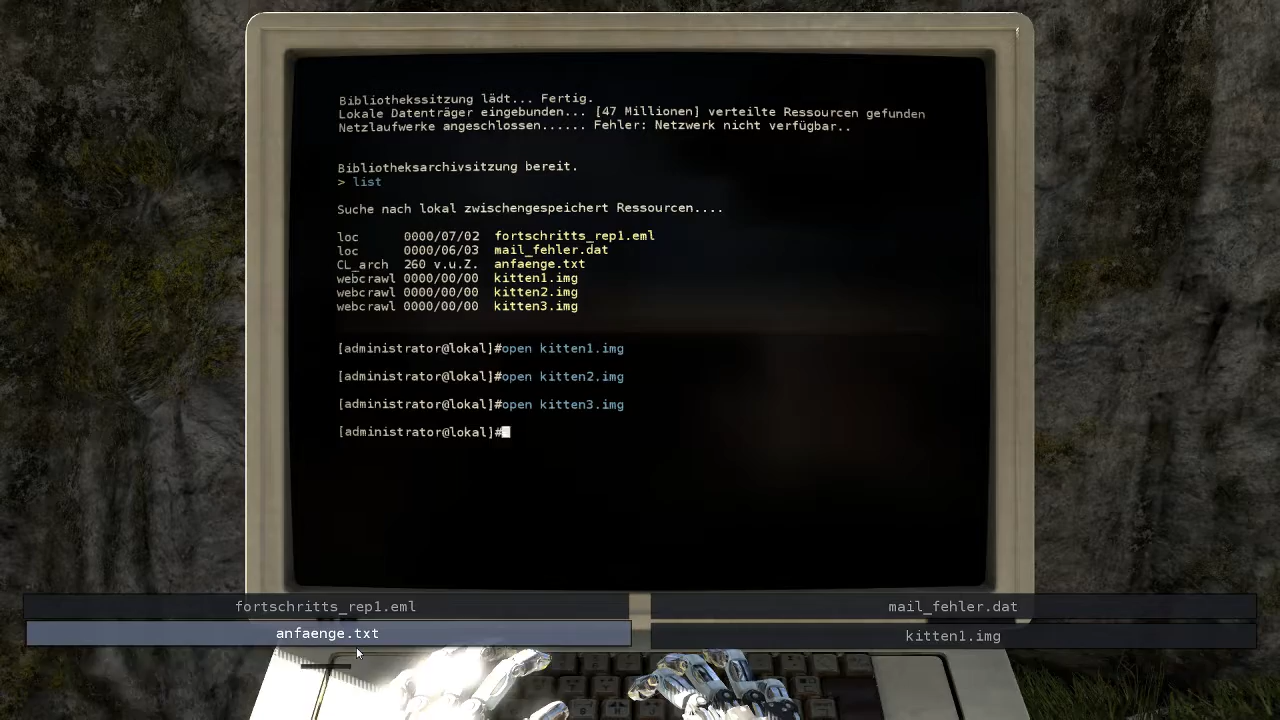 Bibliothekssitzung lädt... Fertig.
Lokale Datenträger eingebunden... [47 Millionen] verteilte Ressourcen gefunden
Netzlaufwerke angeschlossen...... Fehler: Netzwerk nicht verfügbar..
Bibliotheksarchivsitzung bereit.
> list
Suche nach lokal zwischengespeichert Ressourcen....
loc 0000/07/02 fortschritts_rep1.eml
loc 0000/06/03 mail_fehler.dat
CL_arch 260 v.u.Z. anfaenge.txt
webcrawl 0000/00/00 kitten1.img
webcrawl 0000/00/00 kitten2.img
webcrawl 0000/00/00 kitten3.img
[administrator@lokal]#open kitten1.img
[administrator@lokal]#open kitten2.img
[administrator@lokal]#open kitten3.img
[administrator@lokal]#
fortschritts_rep1.eml mail_fehler.dat
anfaenge.txt kitten1.img